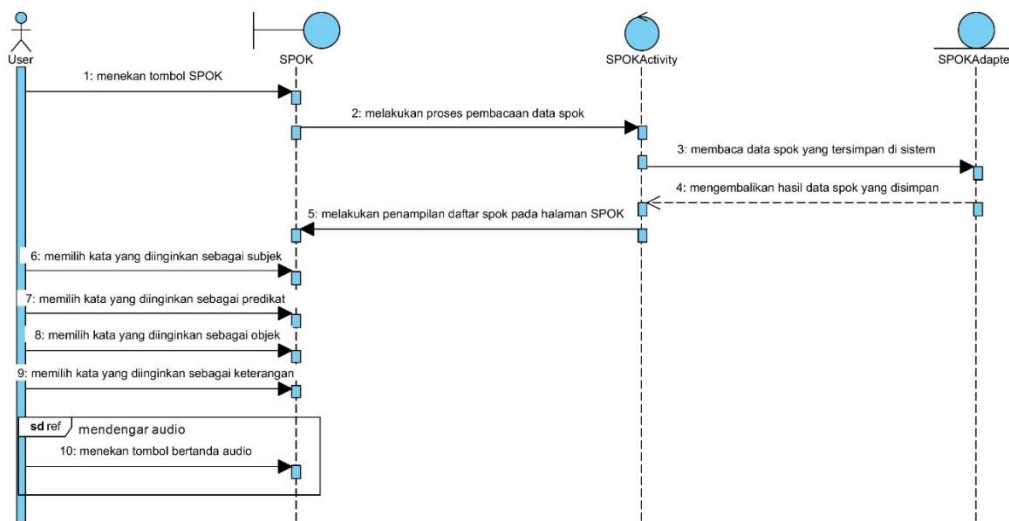 User
SPOK
SPOKActivity
SPOKAdapte
1: menekan tombol SPOK
2: melakukan proses pembacaan data spok
3: membaca data spok yang tersimpan di sistem
4: mengembalikan hasil data spok yang disimpan
5: melakukan penampilan daftar spok pada halaman SPOK
6: memilih kata yang diinginkan sebagai subjek
7: memilih kata yang diinginkan sebagai predikat
8: memilih kata yang diinginkan sebagai objek
9: memilih kata yang diinginkan sebagai keterangan
sd ref mendengar audio
10: menekan tombol bertanda audio